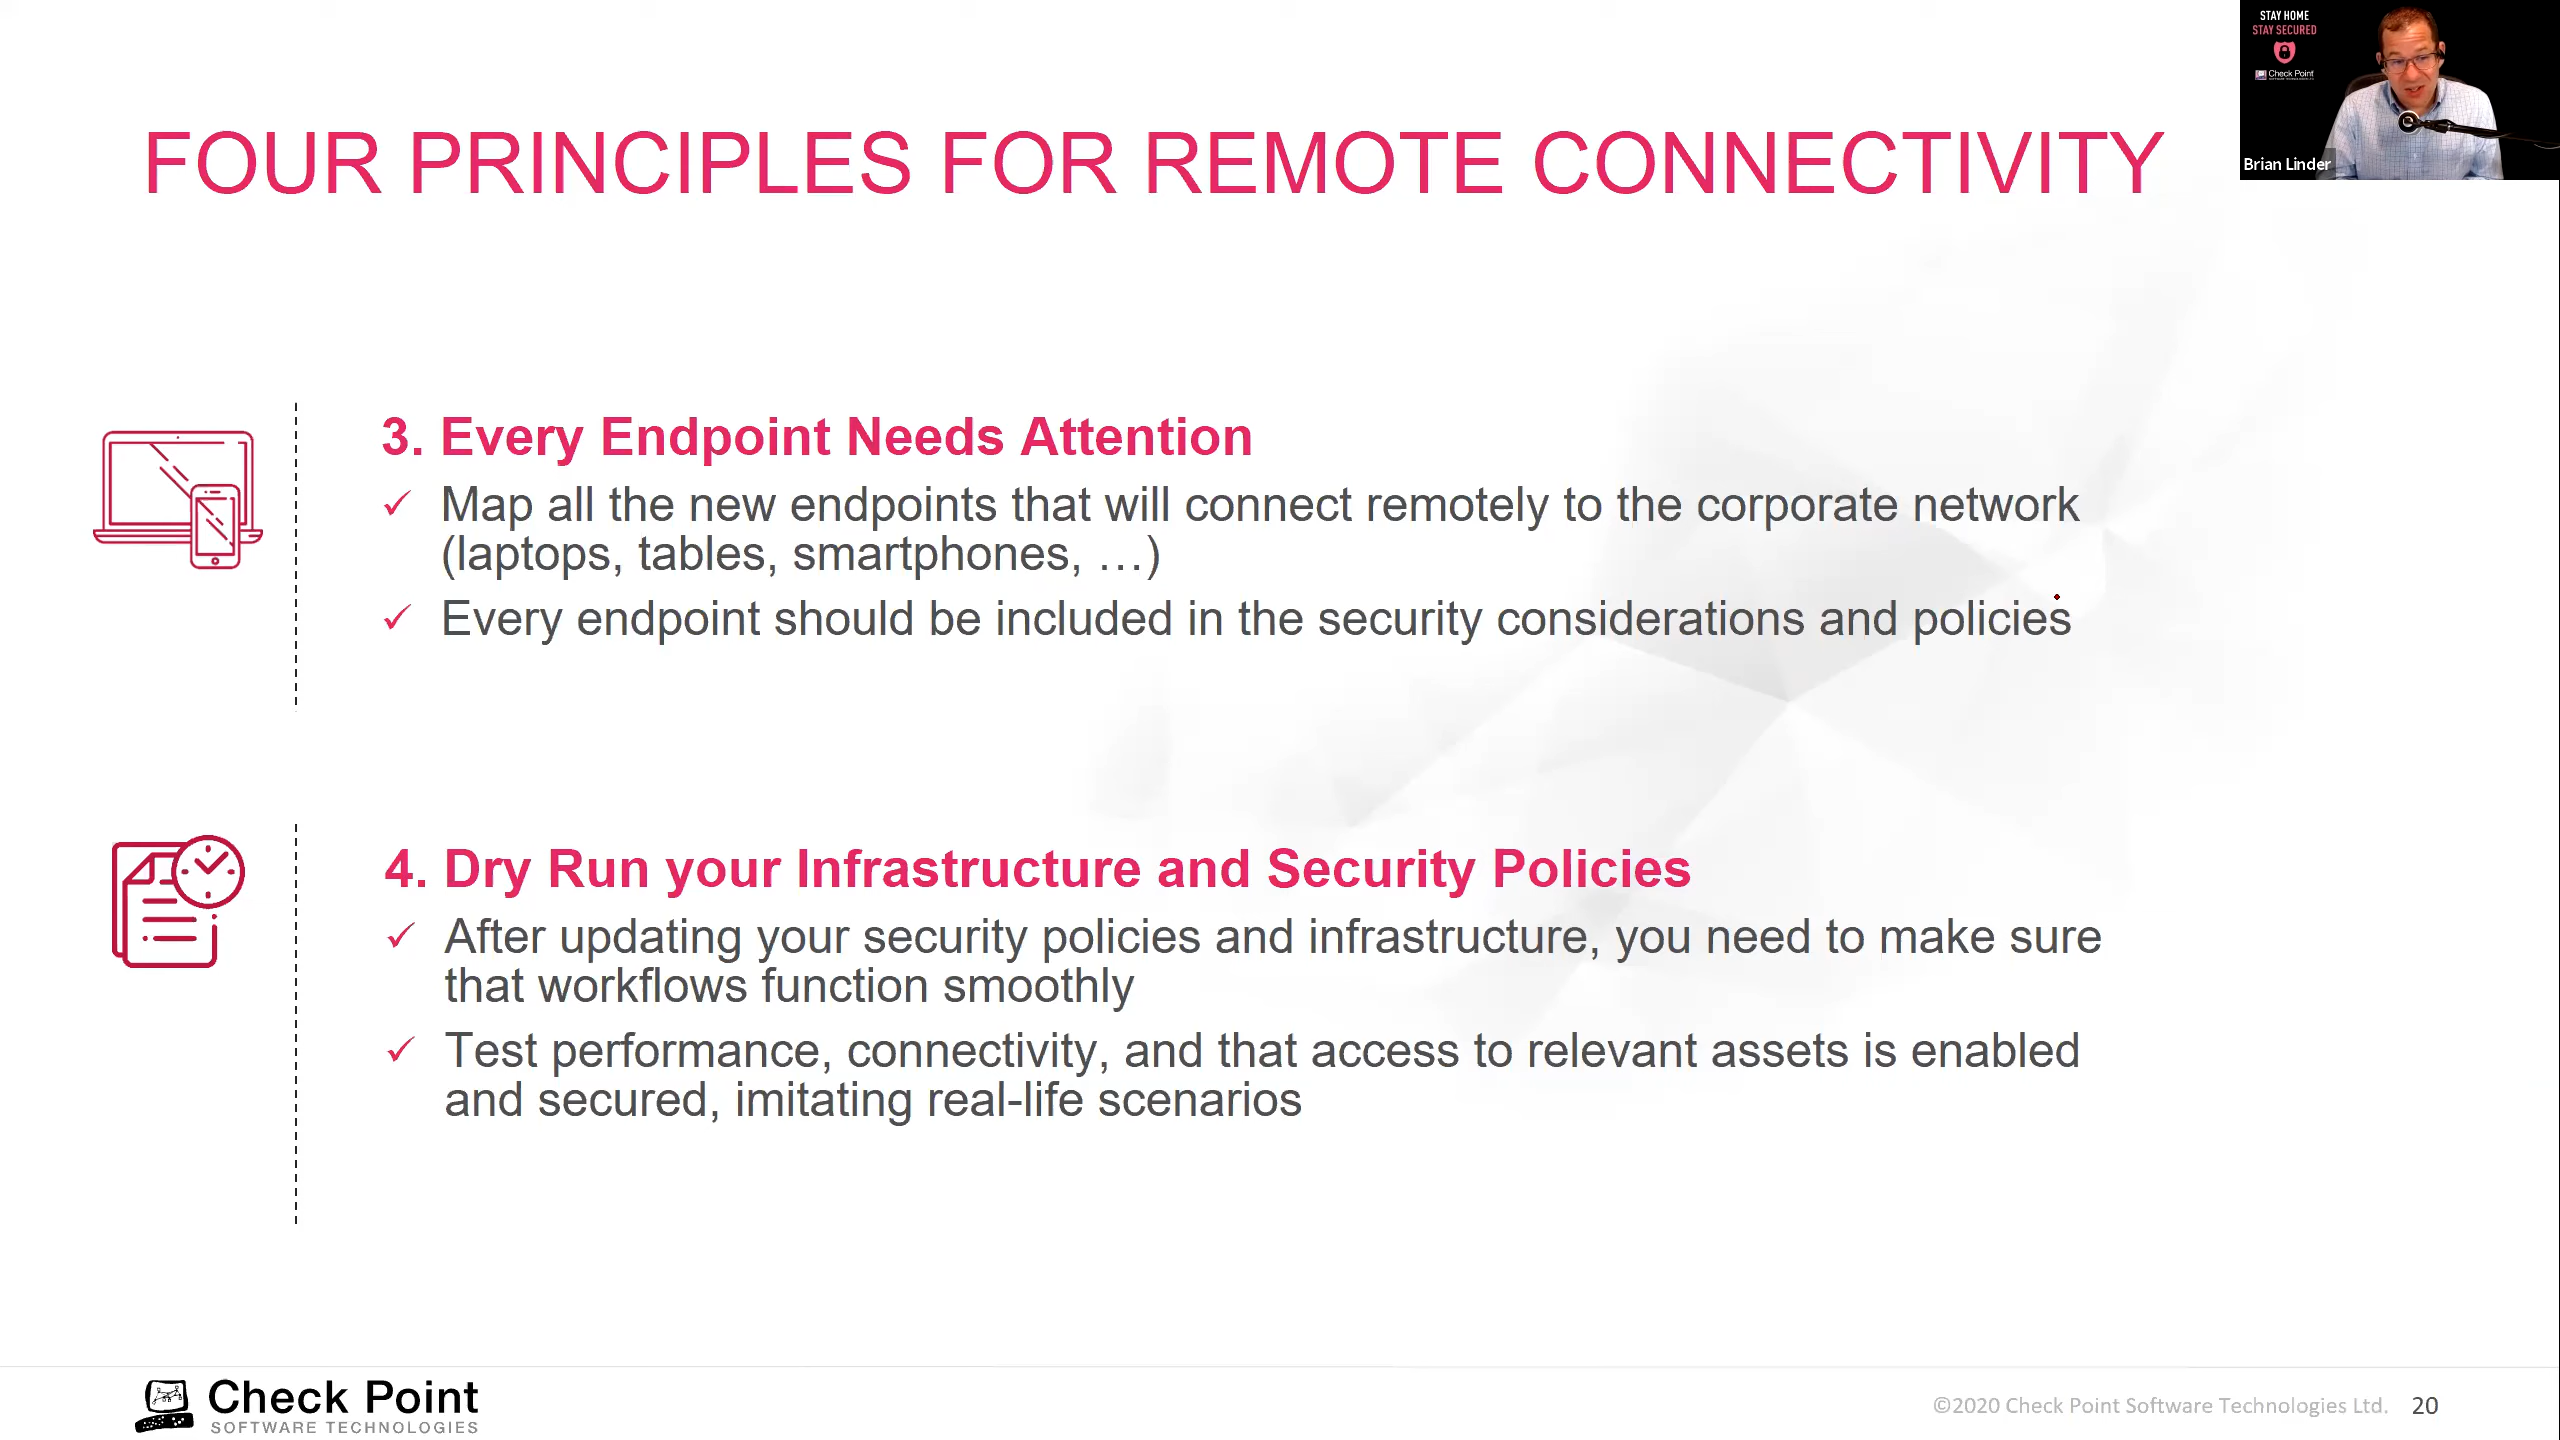 STAY HOME
STAY SECURED
Check Point
Brian Linder
FOUR PRINCIPLES FOR REMOTE CONNECTIVITY
3. Every Endpoint Needs Attention
✓ Map all the new endpoints that will connect remotely to the corporate network
(laptops, tables, smartphones, …)
✓ Every endpoint should be included in the security considerations and policies
4. Dry Run your Infrastructure and Security Policies
✓ After updating your security policies and infrastructure, you need to make sure
that workflows function smoothly
✓ Test performance, connectivity, and that access to relevant assets is enabled
and secured, imitating real-life scenarios
Check Point
SOFTWARE TECHNOLOGIES
©2020 Check Point Software Technologies Ltd. 20